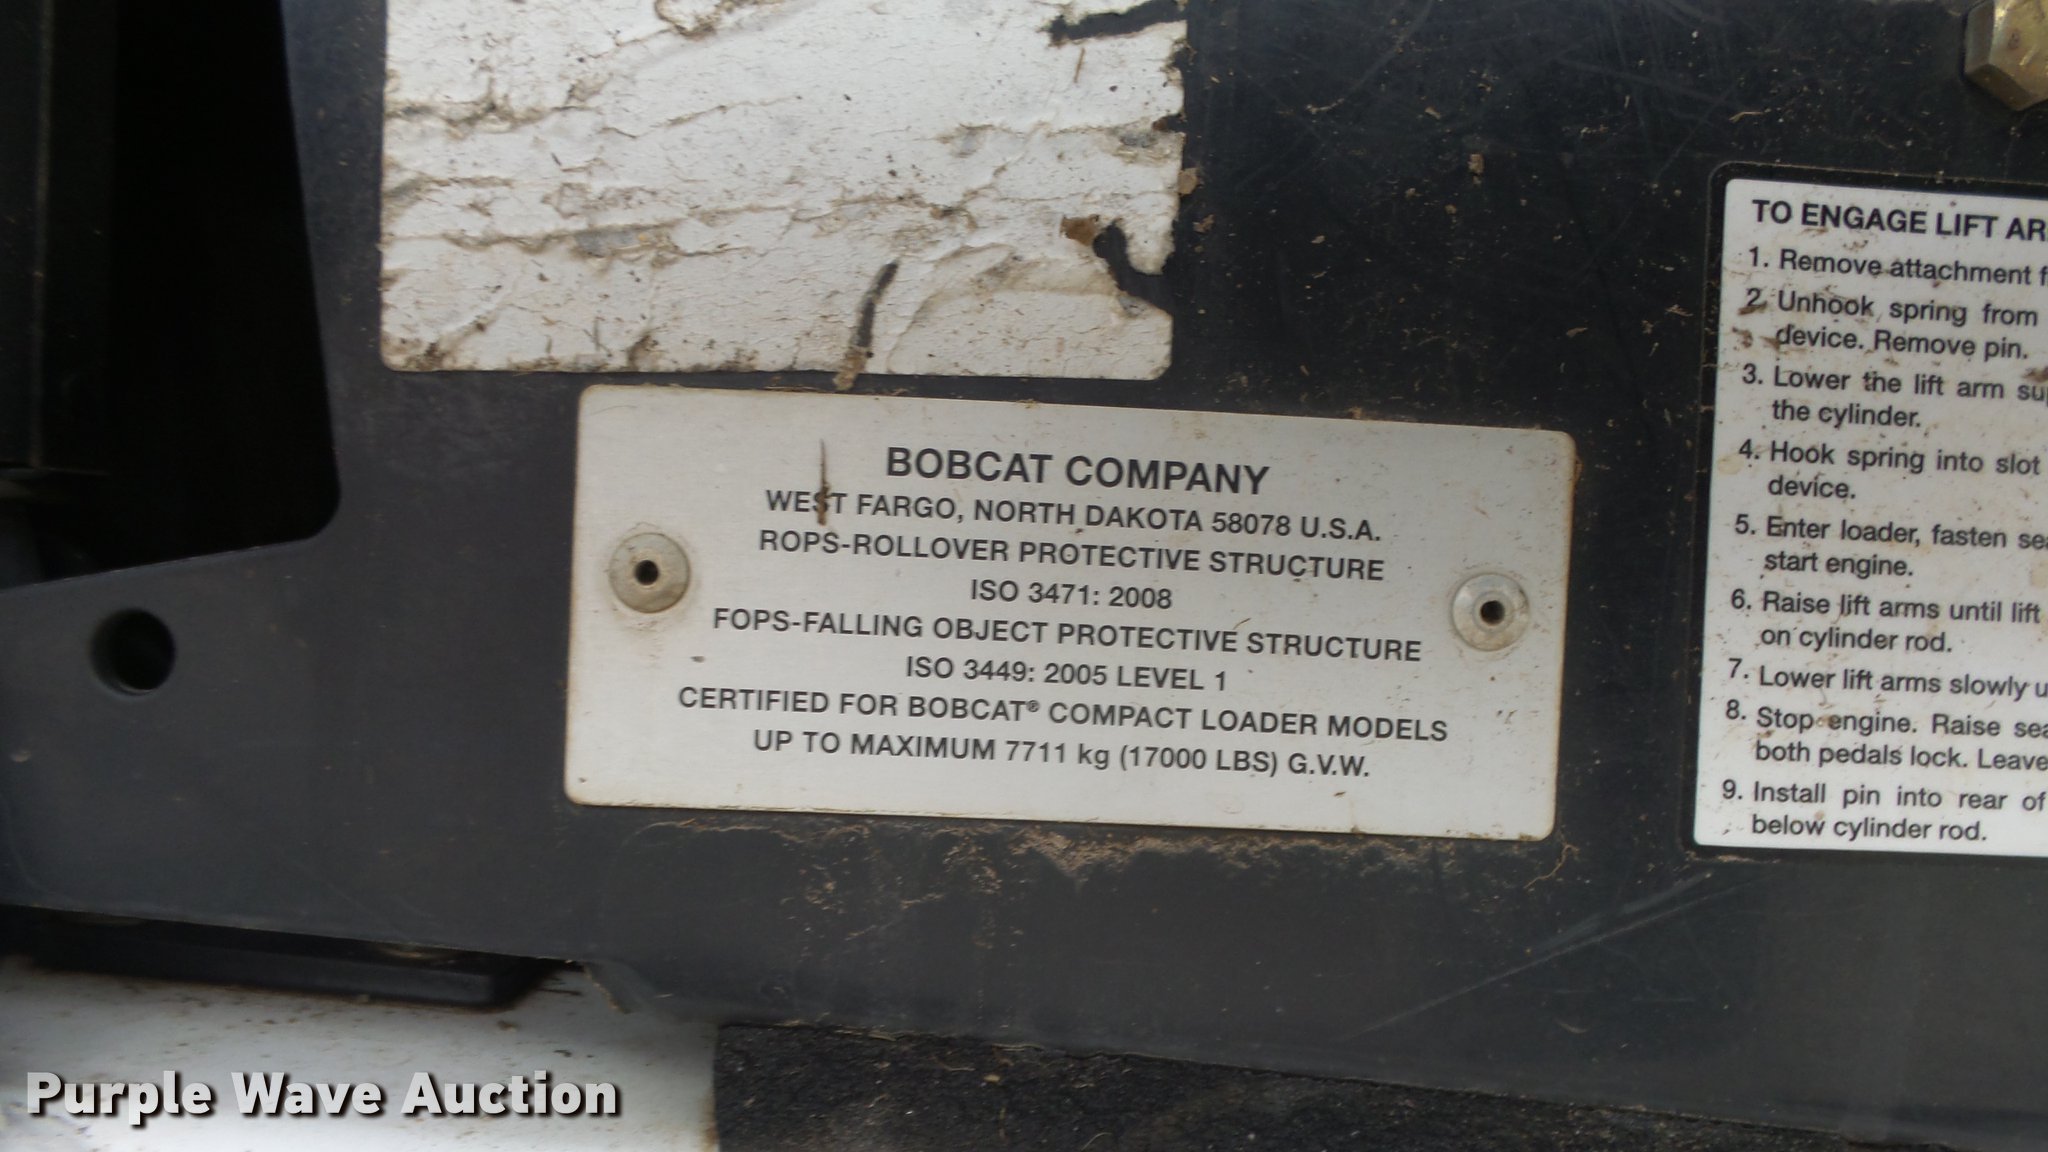 BOBCAT COMPANY
WEST FARGO, NORTH DAKOTA 58078 U.S.A.
ROPS-ROLLOVER PROTECTIVE STRUCTURE
ISO 3471: 2008
FOPS-FALLING OBJECT PROTECTIVE STRUCTURE
ISO 3449: 2005 LEVEL 1
CERTIFIED FOR BOBCAT® COMPACT LOADER MODELS
UP TO MAXIMUM 7711 kg (17000 LBS) G.V.W.
TO ENGAGE LIFT
1. Remove attachment
2. Unhook spring from
device. Remove pin.
3. Lower the lift arm
the cylinder.
4. Hook spring into slot
device.
5. Enter loader, fasten
start engine.
6. Raise lift arms until lift
on cylinder rod.
7. Lower lift arms slowly
8. Stop engine. Raise
both pedals lock. Leave
9. Install pin into rear of
below cylinder rod.
Purple Wave Auction